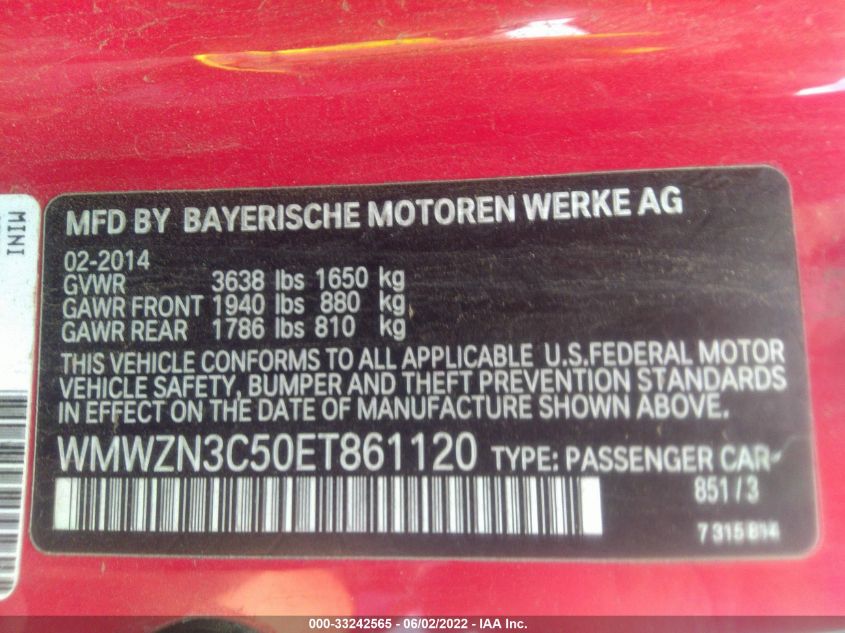 MINI
MFD BY BAYERISCHE MOTOREN WERKE AG
02-2014
GVWR 3638 lbs 1650 kg
GAWR FRONT 1940 lbs 880 kg
GAWR REAR 1786 lbs 810 kg
THIS VEHICLE CONFORMS TO ALL APPLICABLE U.S.FEDERAL MOTOR
VEHICLE SAFETY, BUMPER AND THEFT PREVENTION STANDARDS
IN EFFECT ON THE DATE OF MANUFACTURE SHOWN ABOVE.
WMWZN3C50ET861120 TYPE: PASSENGER CAR-
851/3
7 315 814
000-33242565 - 06/02/2022 - IAA Inc.